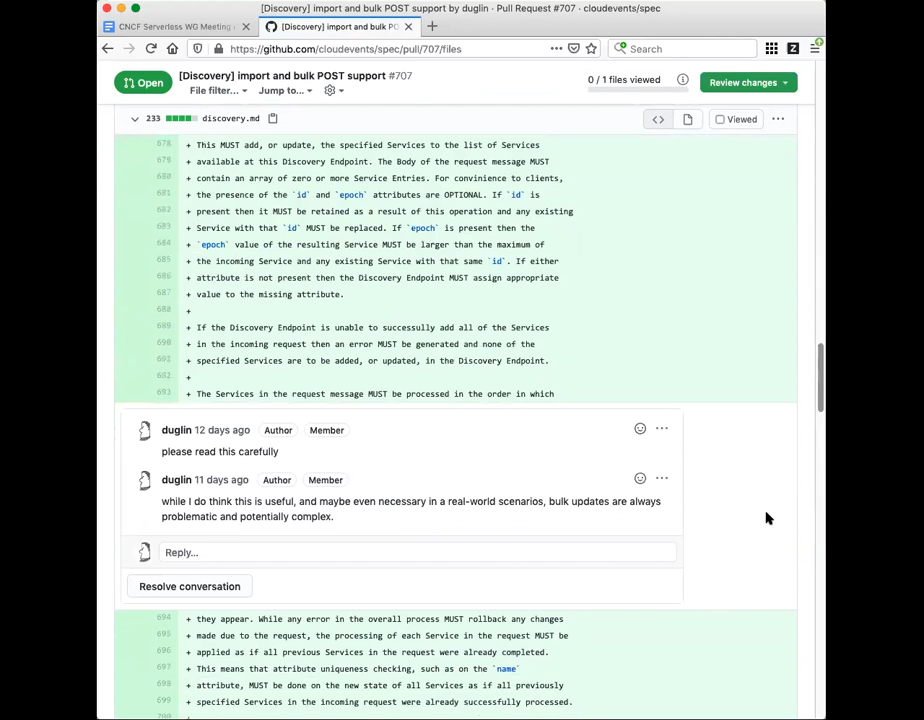 [Discovery] import and bulk POST support by duglin · Pull Request #707 · cloudevents/spec
CNCF Serverless WG Meeting
[Discovery] import and bulk PO
https://github.com/cloudevents/spec/pull/707/files
Search
Open
[Discovery] import and bulk POST support #707
File filter...
Jump to...
0 / 1 files viewed
Review changes
233
discovery.md
Viewed
678 + This MUST add, or update, the specified Services to the list of Services
679 + available at this Discovery Endpoint. The Body of the request message MUST
680 + contain an array of zero or more Service Entries. For convinience to clients,
681 + the presence of the `id` and `epoch` attributes are OPTIONAL. If `id` is
682 + present then it MUST be retained as a result of this operation and any existing
683 + Service with that `id` MUST be replaced. If `epoch` is present then the
684 + `epoch` value of the resulting Service MUST be larger than the maximum of
685 + the incoming Service and any existing Service with that same `id`. If either
686 + attribute is not present then the Discovery Endpoint MUST assign appropriate
687 + value to the missing attribute.
688 +
689 + If the Discovery Endpoint is unable to successully add all of the Services
690 + in the incoming request then an error MUST be generated and none of the
691 + specified Services are to be added, or updated, in the Discovery Endpoint.
692 +
693 + The Services in the request message MUST be processed in the order in which
duglin 12 days ago Author Member
please read this carefully
duglin 11 days ago Author Member
while I do think this is useful, and maybe even necessary in a real-world scenarios, bulk updates are always
problematic and potentially complex.
Reply...
Resolve conversation
694 + they appear. While any error in the overall process MUST rollback any changes
695 + made due to the request, the processing of each Service in the request MUST be
696 + applied as if all previous Services in the request were already completed.
697 + This means that attribute uniqueness checking, such as on the `name`
698 + attribute, MUST be done on the new state of all Services as if all previously
699 + specified Services in the incoming request were already successfully processed.
700 +